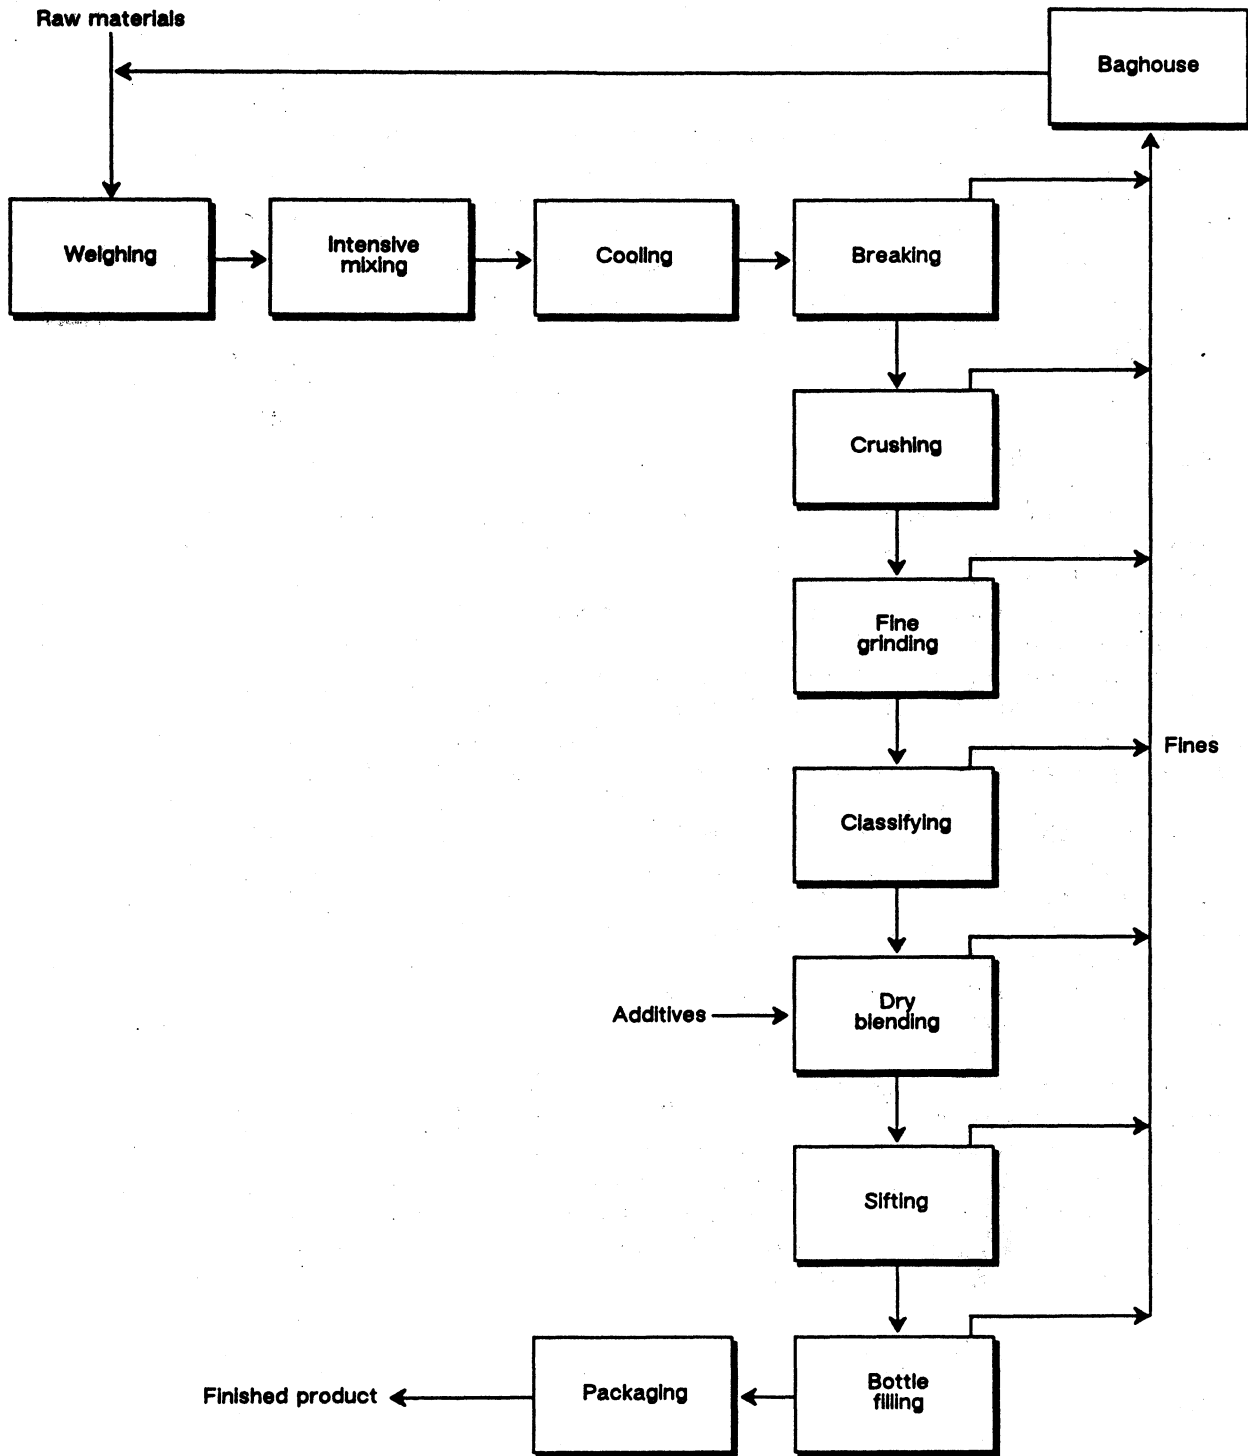 Raw materials
Baghouse
Weighing
Intensive
mixing
Cooling
Breaking
Crushing
Fine
grinding
Fines
Classifying
Additives
Dry
blending
Sifting
Finished product
Packaging
Bottle
filling